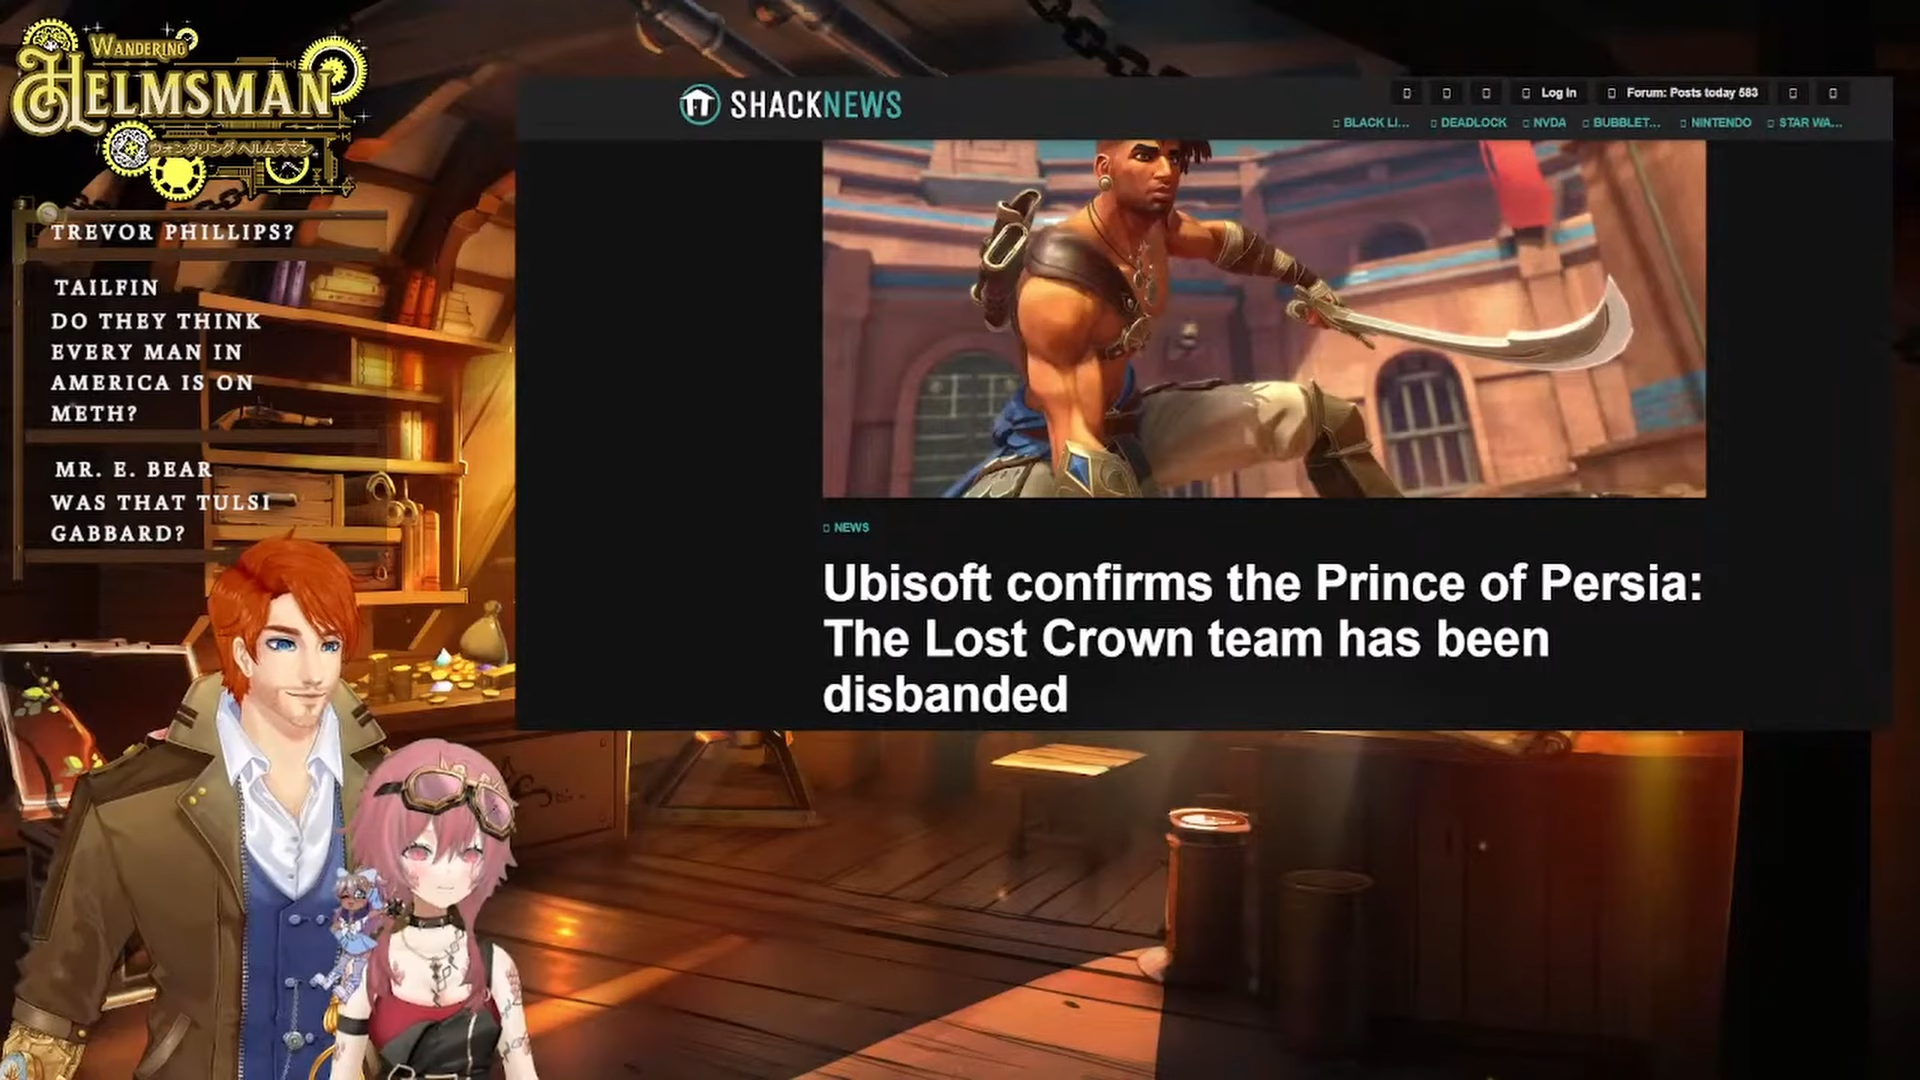 WANDERING
HELMSMAN
ワンダリング ヘルムズマン
TREVOR PHILLIPS?
TAILFIN
DO THEY THINK
EVERY MAN IN
AMERICA IS ON
METH?
MR. E. BEAR
WAS THAT TULSI
GABBARD?
SHACKNEWS
Log In
Forum: Posts today 583
BLACK LI...
DEADLOCK
NVDA
BUBBLET...
NINTENDO
STAR WA...
NEWS
Ubisoft confirms the Prince of Persia:
The Lost Crown team has been
disbanded